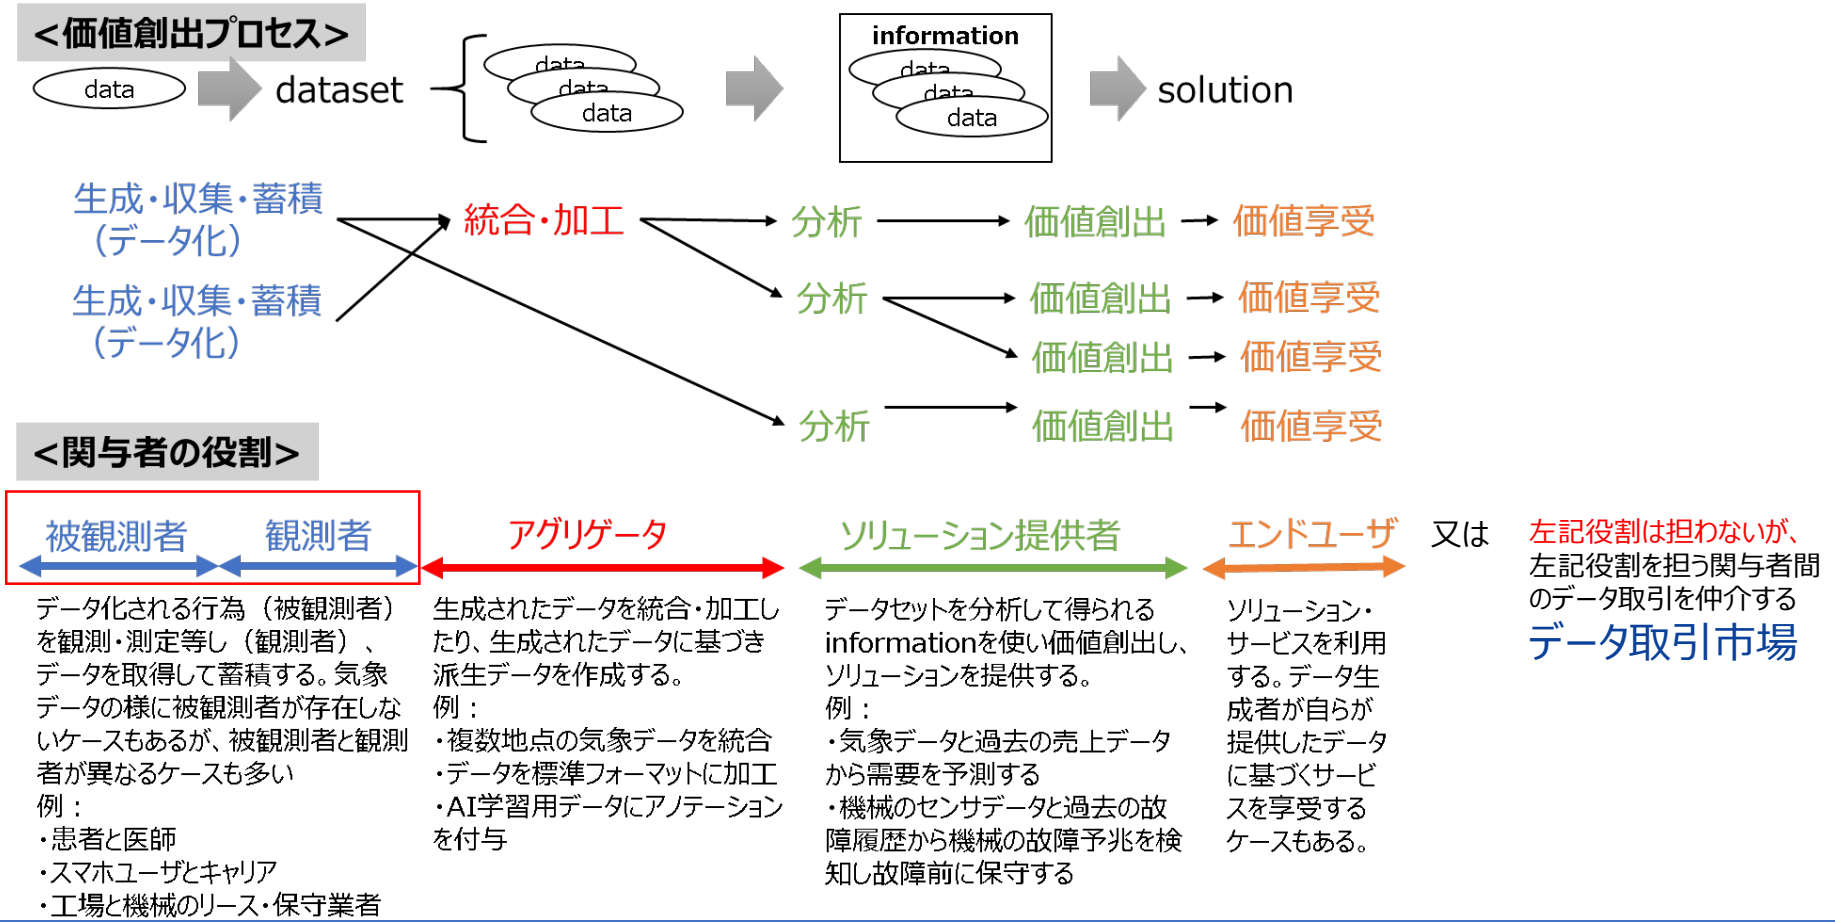 <価値創出プロセス>
data
dataset
data
data
data
information
data
data
data
solution
生成・収集・蓄積
（データ化）
統合・加工
分析
価値創出
価値享受
生成・収集・蓄積
（データ化）
分析
価値創出
価値享受
価値創出
価値享受
分析
価値創出
価値享受
<関与者の役割>
被観測者
観測者
アグリゲータ
ソリューション提供者
エンドユーザ
又は
データ化される行為（被観測者）
を観測・測定等し（観測者）、
データを取得して蓄積する。気象
データの様に被観測者が存在しな
いケースもあるが、被観測者と観測
者が異なるケースも多い
例：
・患者と医師
・スマホユーザとキャリア
・工場と機械のリース・保守業者
生成されたデータを統合・加工し
たり、生成されたデータに基づき
派生データを作成する。
例：
・複数地点の気象データを統合
・データを標準フォーマットに加工
・AI学習用データにアノテーション
を付与
データセットを分析して得られる
informationを使い価値創出し、
ソリューションを提供する。
例：
・気象データと過去の売上データ
から需要を予測する
・機械のセンサデータと過去の故
障履歴から機械の故障予兆を検
知し故障前に保守する
ソリューション・
サービスを利用
する。データ生
成者が自らが
提供したデータ
に基づくサービ
スを享受する
ケースもある。
左記役割は担わないが、
左記役割を担う関与者間
のデータ取引を仲介する
データ取引市場